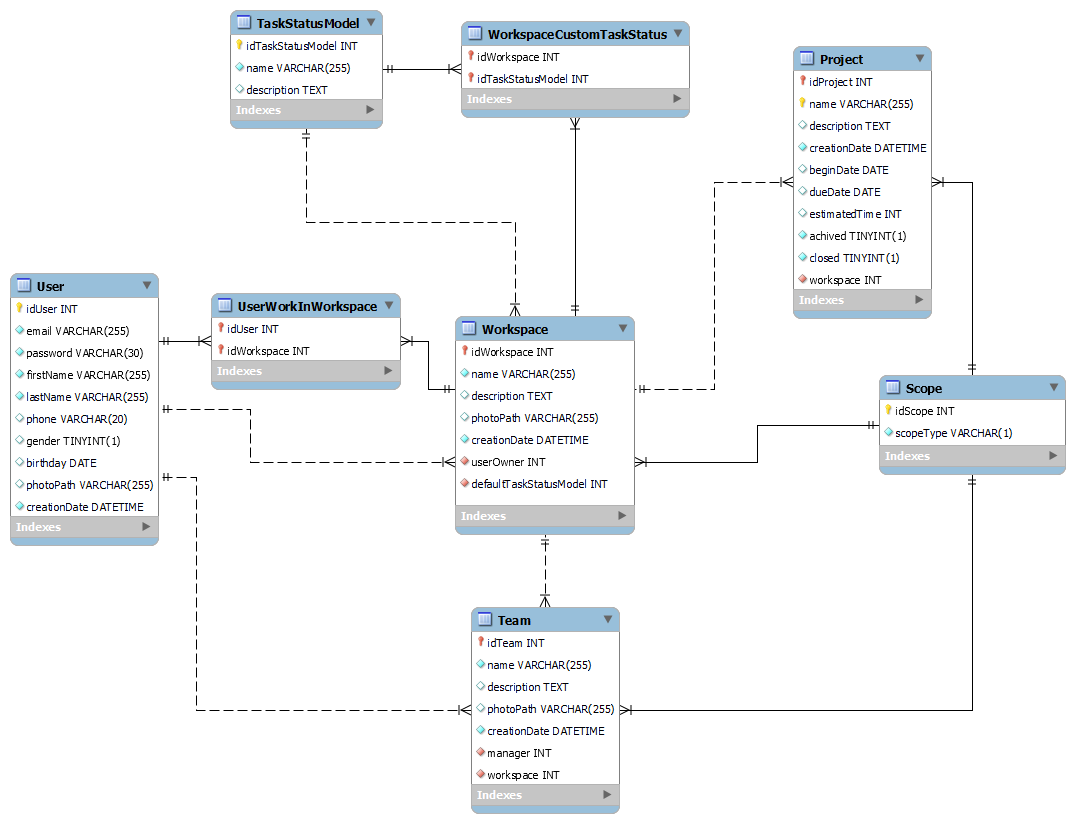 TaskStatusModel
idTaskStatusModel INT
name VARCHAR(255)
description TEXT
Indexes
WorkspaceCustomTaskStatus
idWorkspace INT
idTaskStatusModel INT
Indexes
Project
idProject INT
name VARCHAR(255)
description TEXT
creationDate DATETIME
beginDate DATE
dueDate DATE
estimatedTime INT
achived TINYINT(1)
closed TINYINT(1)
workspace INT
Indexes
User
idUser INT
email VARCHAR(255)
password VARCHAR(30)
firstName VARCHAR(255)
lastName VARCHAR(255)
phone VARCHAR(20)
gender TINYINT(1)
birthday DATE
photoPath VARCHAR(255)
creationDate DATETIME
Indexes
UserWorkInWorkspace
idUser INT
idWorkspace INT
Indexes
Workspace
idWorkspace INT
name VARCHAR(255)
description TEXT
photoPath VARCHAR(255)
creationDate DATETIME
userOwner INT
defaultTaskStatusModel INT
Indexes
Scope
idScope INT
scopeType VARCHAR(1)
Indexes
Team
idTeam INT
name VARCHAR(255)
description TEXT
photoPath VARCHAR(255)
creationDate DATETIME
manager INT
workspace INT
Indexes